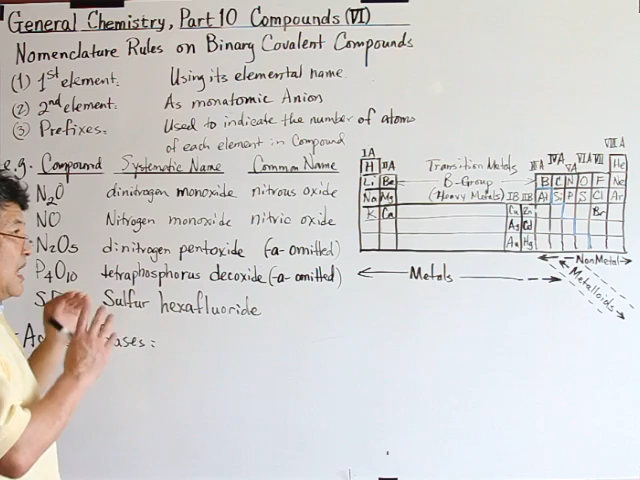 General Chemistry, Part 10 Compounds (VI)
Nomenclature Rules on Binary Covalent Compounds
(1) 1st element: Using its elemental name
(2) 2nd element: As monatomic Anion
(3) Prefixes: Used to indicate the number of atoms
of each element in Compound
e.g. Compound Systematic Name Common Name
N2O dinitrogen monoxide nitrous oxide
NO Nitrogen monoxide nitric oxide
N2O5 dinitrogen pentoxide (-a- omitted)
P4O10 tetraphosphorus decoxide (-a- omitted)
S Sulfur hexafluoride
ases:
IA IIA IIIA IVA VA VIA VII VIIIA
H He
Li Be B C N O F Ne
Na Mg Al Si P S Cl Ar
K Ca Cu Zn Br
Ag Cd
Au Hg
Transition Metals
B-Group
(Heavy Metals) IB IIB
Metals
NonMetal
Metalloids